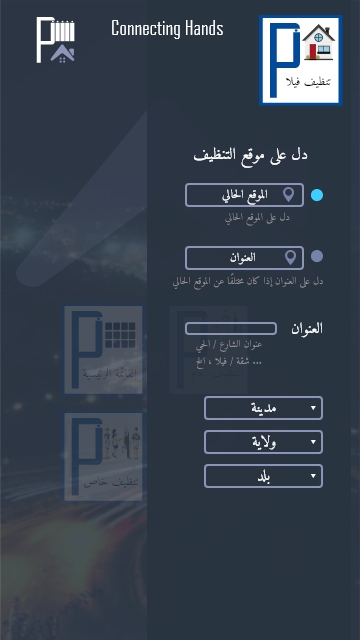 Connecting Hands
تنظيف فيلا
دل على موقع التنظيف
الموقع الحالي
دل على الموقع الحالي
العنوان
دل على العنوان إذا كان مختلفًا عن الموقع الحالي
العنوان
عنوان الشارع / الحي
شقة / فيلا ، الخ ...
القائمة الرئيسية
مدينة
ولاية
بلد
تنظيف خاص